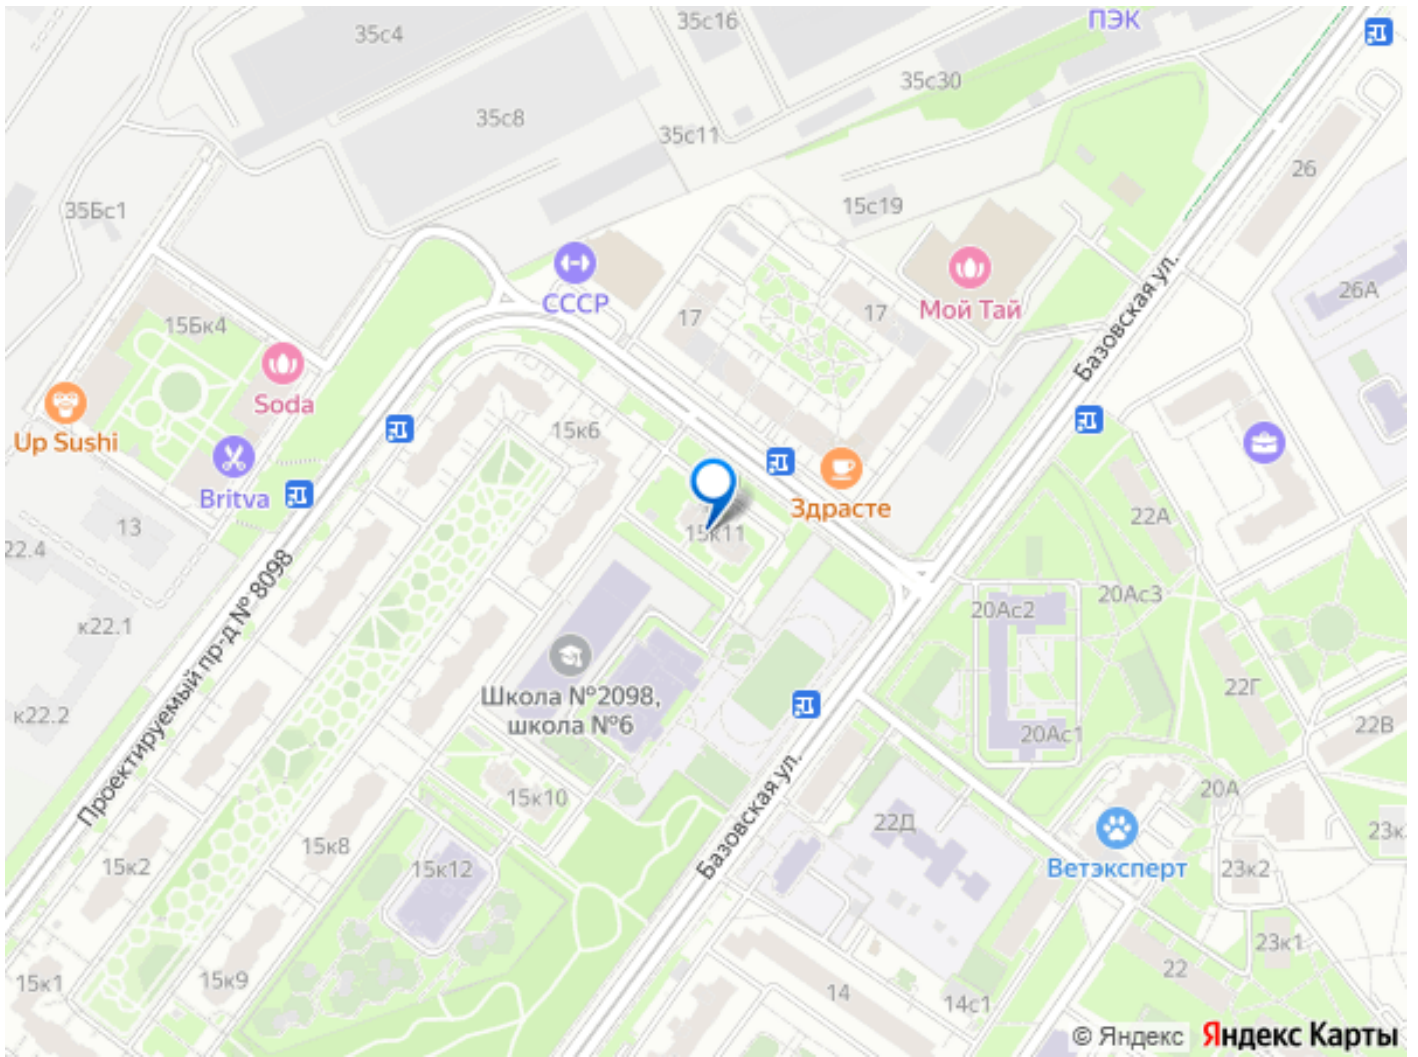 35с4
35с16
ПЭК
35с8
35с11
35с30
35Бс1
15с19
26
26А
СССР
Мой Тай
Базовская ул.
15Бк4
17
17
Soda
Up Sushi
15к6
Britva
Здрасте
22А
13
22.4
15к11
Проектируемый пр-д № 8098
к22.1
20Ас2
20Ас3
Школа №2098,
школа №6
22Г
к22.2
20Ас1
22В
Базовская ул.
15к10
20А
22Д
23к
15к2
15к8
15к12
Ветэксперт
23к2
23к1
15к1
15к9
14
14с1
22
© Яндекс Яндекс Карты